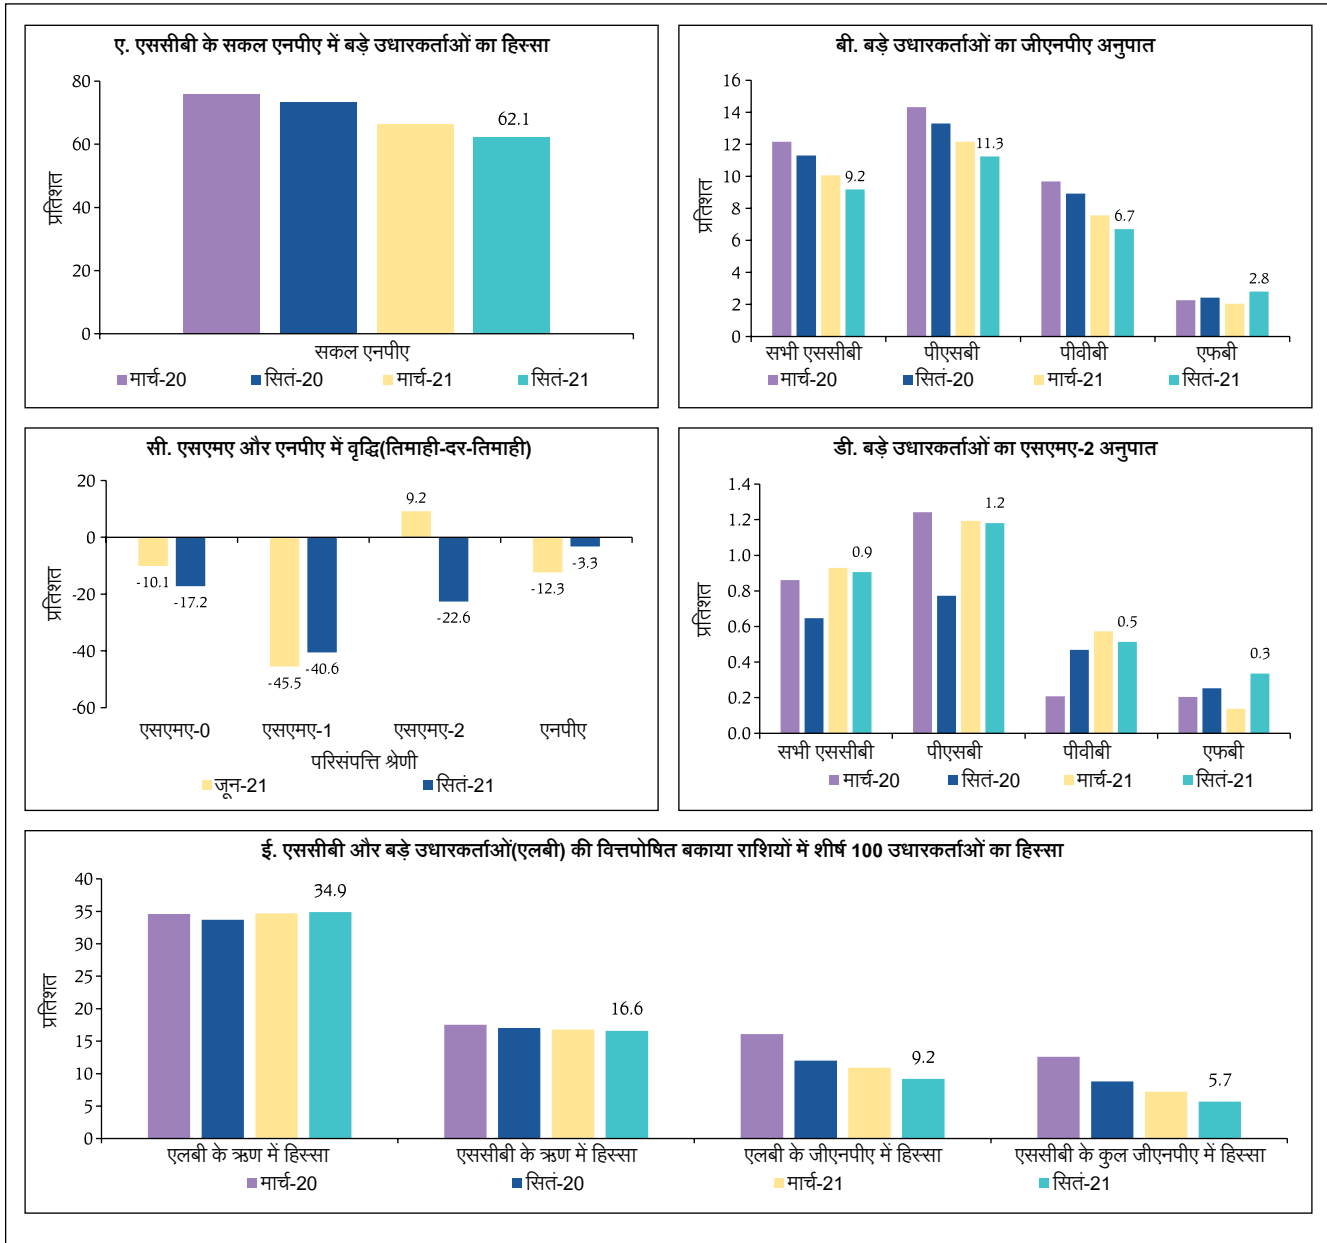 ए. एससीबी के सकल एनपीए में बड़े उधारकर्ताओं का हिस्सा
प्रतिशत
80
60
40
20
0
62.1
सकल एनपीए
मार्च-20 सितं-20 मार्च-21 सितं-21
बी. बड़े उधारकर्ताओं का जीएनपीए अनुपात
प्रतिशत
16
14
12
10
8
6
4
2
0
9.2
11.3
6.7
2.8
सभी एससीबी पीएसबी पीवीबी एफबी
मार्च-20 सितं-20 मार्च-21 सितं-21
सी. एसएमए और एनपीए में वृद्धि(तिमाही-दर-तिमाही)
प्रतिशत
20
0
-20
-40
-60
-10.1
-17.2
-45.5
-40.6
9.2
-22.6
-12.3
-3.3
एसएमए-0 एसएमए-1 एसएमए-2 एनपीए
परिसंपत्ति श्रेणी
जून-21 सितं-21
डी. बड़े उधारकर्ताओं का एसएमए-2 अनुपात
प्रतिशत
1.4
1.2
1.0
0.8
0.6
0.4
0.2
0.0
0.9
1.2
0.5
0.3
सभी एससीबी पीएसबी पीवीबी एफबी
मार्च-20 सितं-20 मार्च-21 सितं-21
ई. एससीबी और बड़े उधारकर्ताओं(एलबी) की वित्तपोषित बकाया राशियों में शीर्ष 100 उधारकर्ताओं का हिस्सा
प्रतिशत
40
35
30
25
20
15
10
5
0
34.9
16.6
9.2
5.7
एलबी के ऋण में हिस्सा एससीबी के ऋण में हिस्सा एलबी के जीएनपीए में हिस्सा एससीबी के कुल जीएनपीए में हिस्सा
मार्च-20 सितं-20 मार्च-21 सितं-21